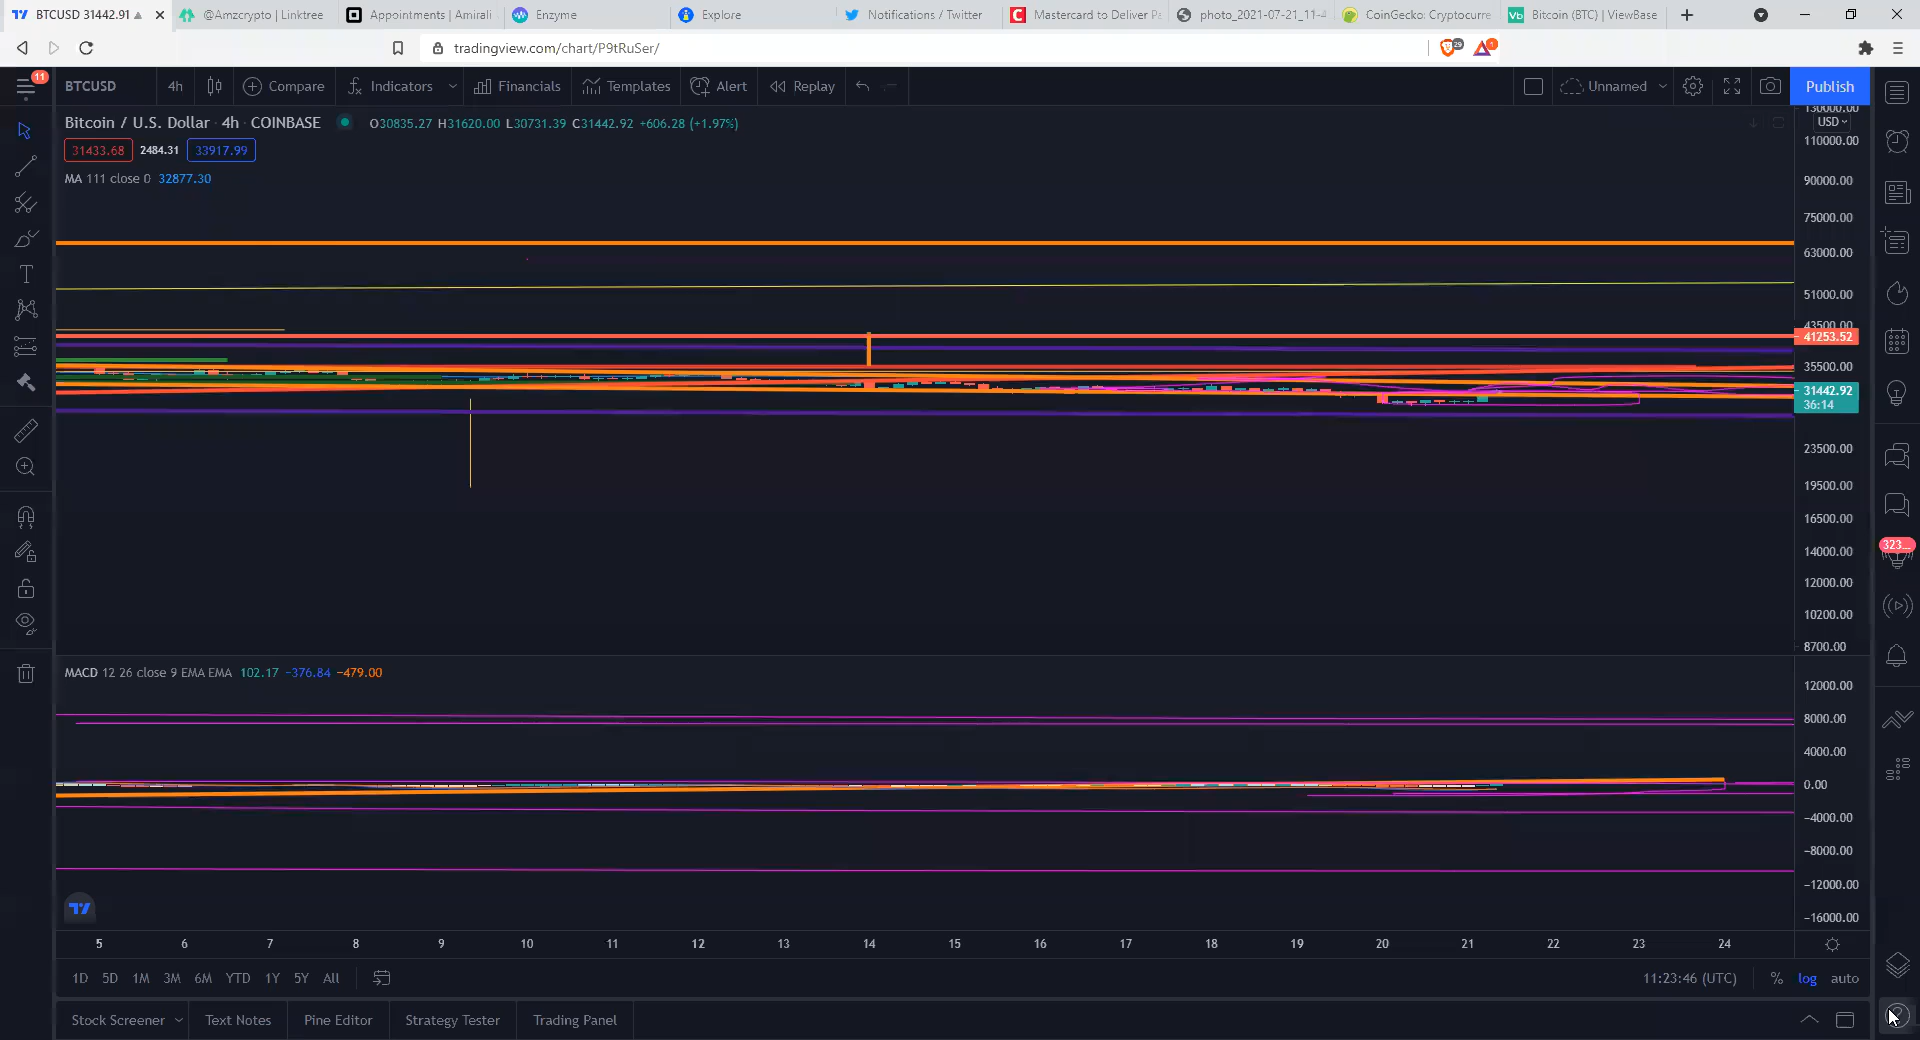 BTCUSD 31442.91
@Amzcrypto | Linktree
Appointments | Amirali
Enzyme
Explore
Notifications / Twitter
Mastercard to Deliver
photo_2021-07-21_11-4
CoinGecko: Cryptocurre
Vb Bitcoin (BTC) | ViewBase
tradingview.com/chart/P9tRuSer/
29
1
11
BTCUSD
4h
Compare
Indicators
Financials
Templates
Alert
Replay
Unnamed
Publish
Bitcoin / U.S. Dollar · 4h · COINBASE
O30835.27 H31620.00 L30731.39 C31442.92 +606.28 (+1.97%)
31433.68 2484.31 33917.99
MA 111 close 0 32877.30
130000.00
USD
110000.00
90000.00
75000.00
63000.00
51000.00
43500.00
41253.52
35500.00
31442.92
36:14
23500.00
19500.00
16500.00
14000.00
12000.00
10200.00
8700.00
323
MACD 12 26 close 9 EMA EMA 102.17 −376.84 −479.00
12000.00
8000.00
4000.00
0.00
−4000.00
−8000.00
−12000.00
−16000.00
5 6 7 8 9 10 11 12 13 14 15 16 17 18 19 20 21 22 23 24
1D 5D 1M 3M 6M YTD 1Y 5Y All
11:23:46 (UTC) % log auto
Stock Screener
Text Notes
Pine Editor
Strategy Tester
Trading Panel